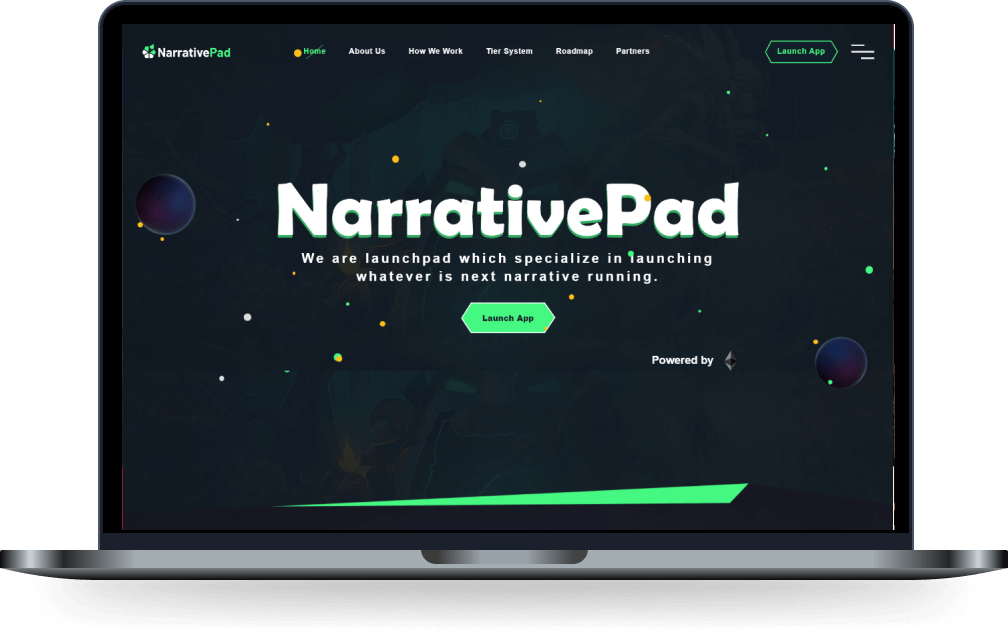 NarrativePad
Home About Us How We Work Tier System Roadmap Partners
Launch App
NarrativePad
We are launchpad which specialize in launching
whatever is next narrative running.
Launch App
Powered by